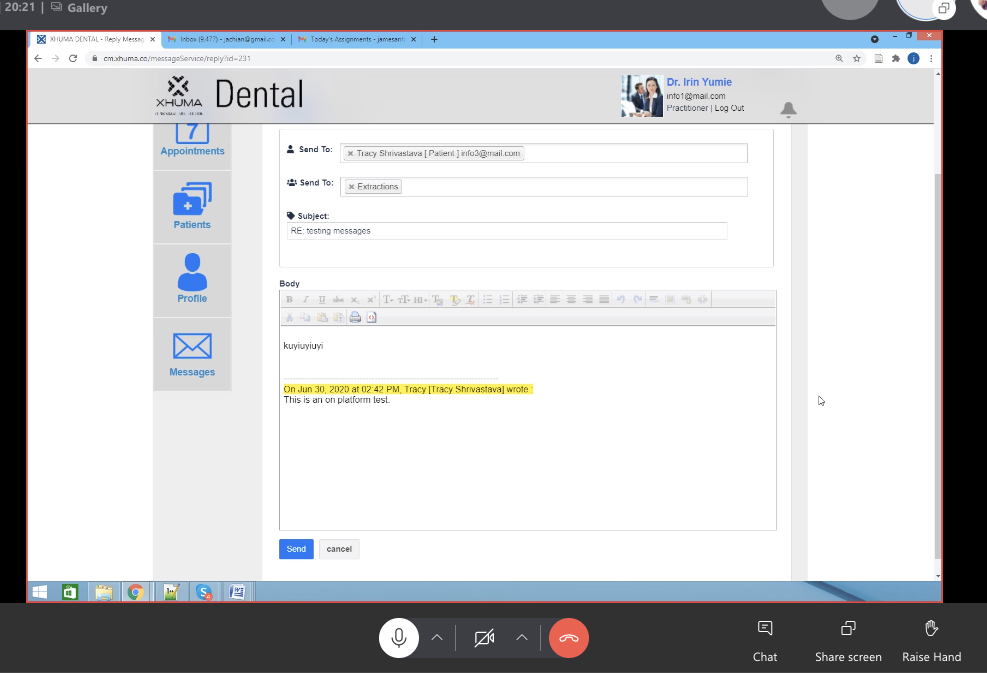 20:21 | Gallery
XHUMA DENTAL - Reply Messag
Inbox (9,477) - jachian@gmail.co
Today's Assignments - jamesant
cm.xhuma.co/messageService/reply?id=231
XHUMA
Dental
Dr. Irin Yumie
info1@mail.com
Practitioner | Log Out
7
Appointments
Patients
Profile
Messages
Send To:
× Tracy Shrivastava [ Patient ] info3@mail.com
Send To:
× Extractions
Subject:
RE: testing messages
Body
kuyiuyiuyi
On Jun 30, 2020 at 02:42 PM, Tracy [Tracy Shrivastava] wrote :
This is an on platform test.
Send
cancel
Chat
Share screen
Raise Hand